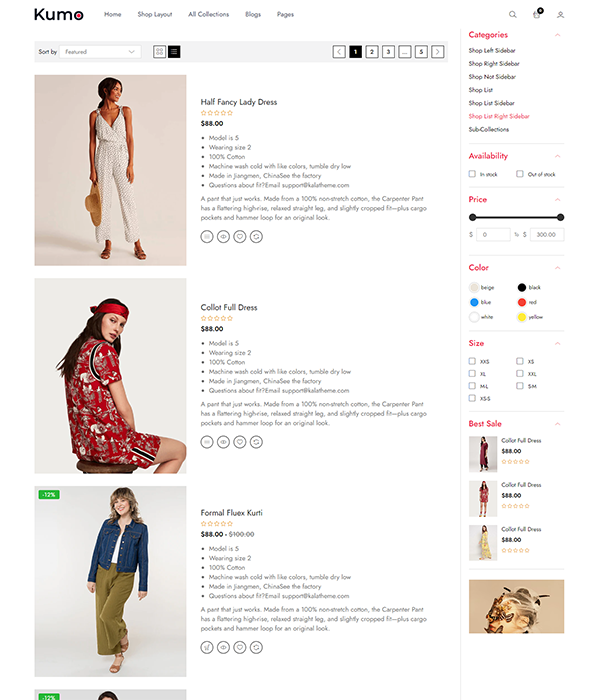 Kumo
Home Shop Layout All Collections Blogs Pages
0
Sort by Featured
1 2 3 ... 5
Half Fancy Lady Dress
$88.00
Model is 5
Wearing size 2
100% Cotton
Machine wash cold with like colors, tumble dry low
Made in Jiangmen, ChinaSee the factory
Questions about fit?Email support@kalatheme.com
A pant that just works. Made from a 100% non-stretch cotton, the Carpenter Pant
has a flattering high-rise, relaxed straight leg, and slightly cropped fit—plus cargo
pockets and hammer loop for an original look.
Collot Full Dress
$88.00
Model is 5
Wearing size 2
100% Cotton
Machine wash cold with like colors, tumble dry low
Made in Jiangmen, ChinaSee the factory
Questions about fit?Email support@kalatheme.com
A pant that just works. Made from a 100% non-stretch cotton, the Carpenter Pant
has a flattering high-rise, relaxed straight leg, and slightly cropped fit—plus cargo
pockets and hammer loop for an original look.
-12%
Formal Fluex Kurti
$88.00 - $100.00
Model is 5
Wearing size 2
100% Cotton
Machine wash cold with like colors, tumble dry low
Made in Jiangmen, ChinaSee the factory
Questions about fit?Email support@kalatheme.com
A pant that just works. Made from a 100% non-stretch cotton, the Carpenter Pant
has a flattering high-rise, relaxed straight leg, and slightly cropped fit—plus cargo
pockets and hammer loop for an original look.
-12%
Categories
Shop Left Sidebar
Shop Right Sidebar
Shop Not Sidebar
Shop List
Shop List Sidebar
Shop List Right Sidebar
Sub-Collections
Availability
In stock Out of stock
Price
$ 0 $ 300.00
Color
beige black
blue red
white yellow
Size
XXS XS
XL XXL
M-L S-M
XS-S
Best Sale
Collot Full Dress
$88.00
Collot Full Dress
$88.00
Collot Full Dress
$88.00